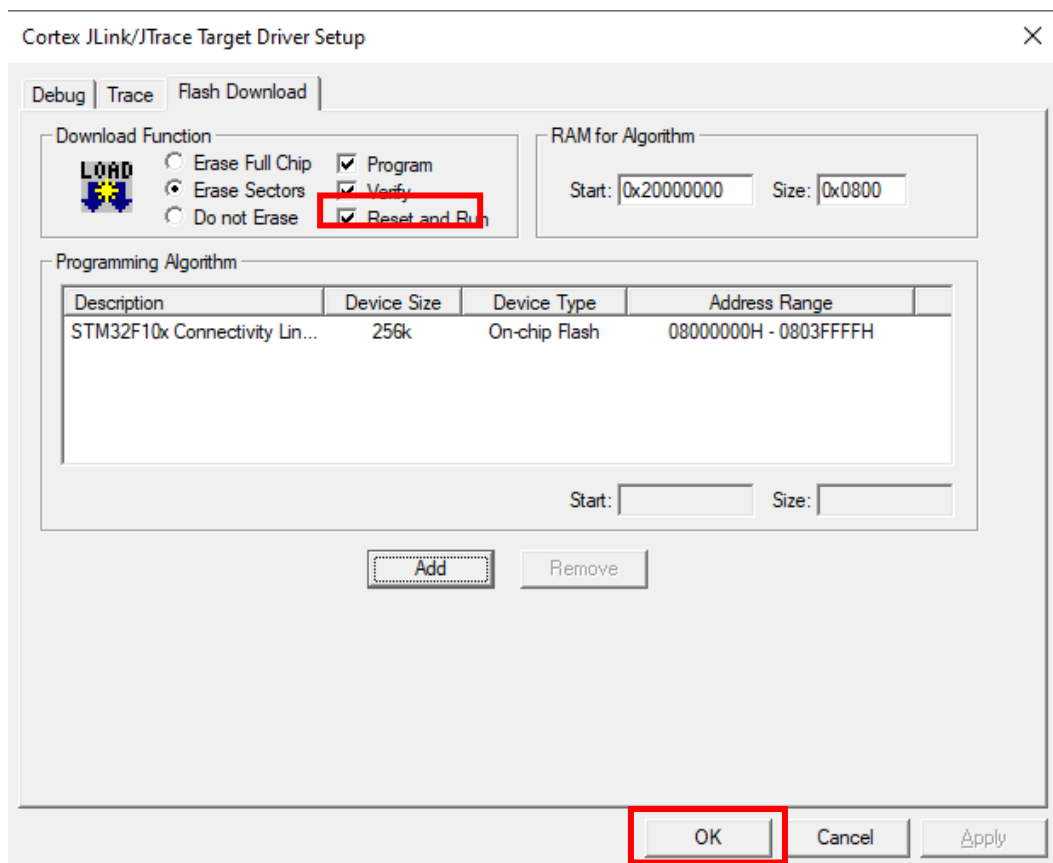 Cortex JLink/JTrace Target Driver Setup
Debug Trace Flash Download
Download Function
LOAD
Erase Full Chip
Erase Sectors
Do not Erase
Program
Verify
Reset and Run
RAM for Algorithm
Start: 0x20000000 Size: 0x0800
Programming Algorithm
Description Device Size Device Type Address Range
STM32F10x Connectivity Lin... 256k On-chip Flash 08000000H - 0803FFFFH
Start: Size:
Add Remove
OK Cancel Apply